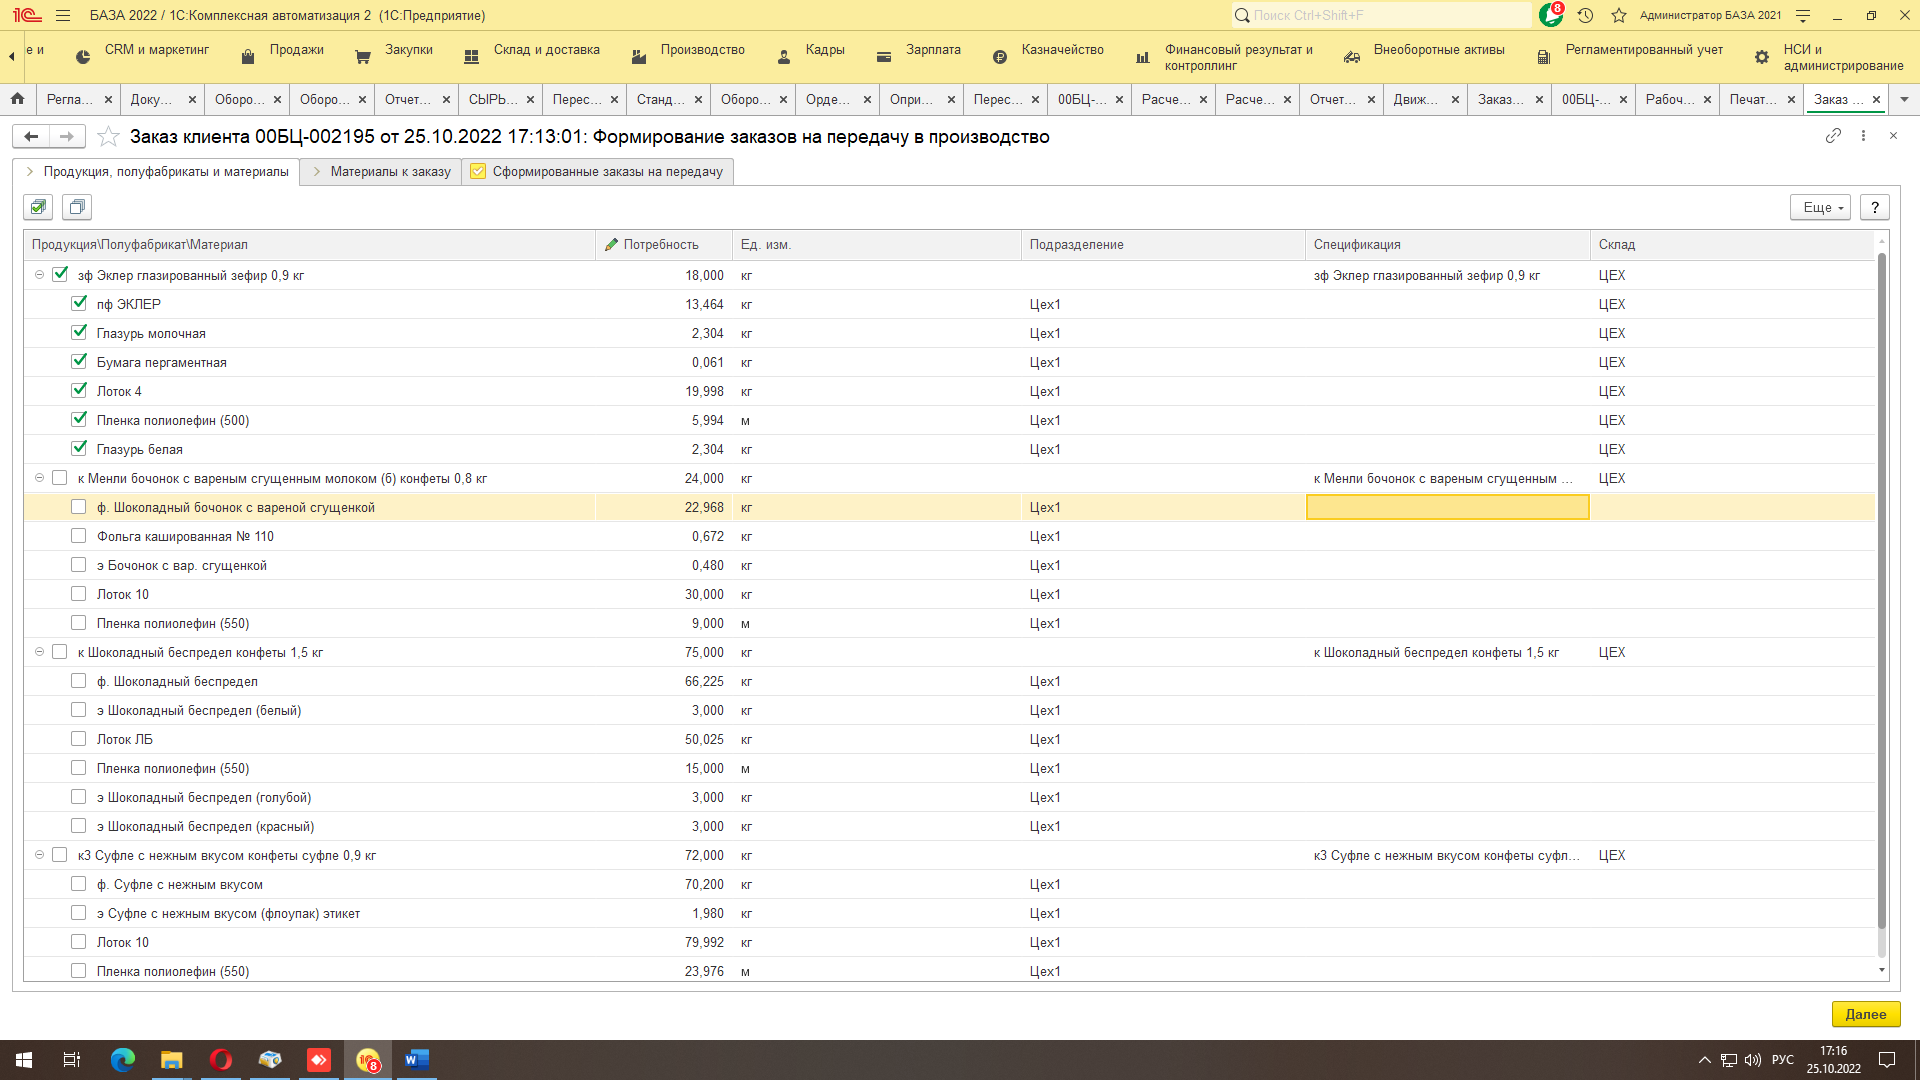 БАЗА 2022 / 1С:Комплексная автоматизация 2 (1С:Предприятие)
Поиск Ctrl+Shift+F
8
Администратор БАЗА 2021
е и
CRM и маркетинг
Продажи
Закупки
Склад и доставка
Производство
Кадры
Зарплата
Казначейство
Финансовый результат и
контроллинг
Внеоборотные активы
Регламентированный учет
НСИ и
администрирование
Регла... Доку... Оборо... Оборо... Отчет... СЫРЬ... Перес... Станд... Оборо... Орде... Опри... Перес... 00БЦ-... Расче... Расче... Отчет... Движ... Заказ... 00БЦ-... Рабоч... Печат... Заказ ...
Заказ клиента 00БЦ-002195 от 25.10.2022 17:13:01: Формирование заказов на передачу в производство
Продукция, полуфабрикаты и материалы
Материалы к заказу
Сформированные заказы на передачу
Еще
?
Продукция\Полуфабрикат\Материал Потребность Ед. изм. Подразделение Спецификация Склад
зф Эклер глазированный зефир 0,9 кг 18,000 кг зф Эклер глазированный зефир 0,9 кг ЦЕХ
пф ЭКЛЕР 13,464 кг Цех1 ЦЕХ
Глазурь молочная 2,304 кг Цех1 ЦЕХ
Бумага пергаментная 0,061 кг Цех1 ЦЕХ
Лоток 4 19,998 кг Цех1 ЦЕХ
Пленка полиолефин (500) 5,994 м Цех1 ЦЕХ
Глазурь белая 2,304 кг Цех1 ЦЕХ
к Менли бочонок с вареным сгущенным молоком (б) конфеты 0,8 кг 24,000 кг к Менли бочонок с вареным сгущенным ... ЦЕХ
ф. Шоколадный бочонок с вареной сгущенкой 22,968 кг Цех1
Фольга кашированная № 110 0,672 кг Цех1
э Бочонок с вар. сгущенкой 0,480 кг Цех1
Лоток 10 30,000 кг Цех1
Пленка полиолефин (550) 9,000 м Цех1
к Шоколадный беспредел конфеты 1,5 кг 75,000 кг к Шоколадный беспредел конфеты 1,5 кг ЦЕХ
ф. Шоколадный беспредел 66,225 кг Цех1
э Шоколадный беспредел (белый) 3,000 кг Цех1
Лоток ЛБ 50,025 кг Цех1
Пленка полиолефин (550) 15,000 м Цех1
э Шоколадный беспредел (голубой) 3,000 кг Цех1
э Шоколадный беспредел (красный) 3,000 кг Цех1
к3 Суфле с нежным вкусом конфеты суфле 0,9 кг 72,000 кг к3 Суфле с нежным вкусом конфеты суфл... ЦЕХ
ф. Суфле с нежным вкусом 70,200 кг Цех1
э Суфле с нежным вкусом (флоупак) этикет 1,980 кг Цех1
Лоток 10 79,992 кг Цех1
Пленка полиолефин (550) 23,976 м Цех1
Далее
8
РУС
17:16
25.10.2022